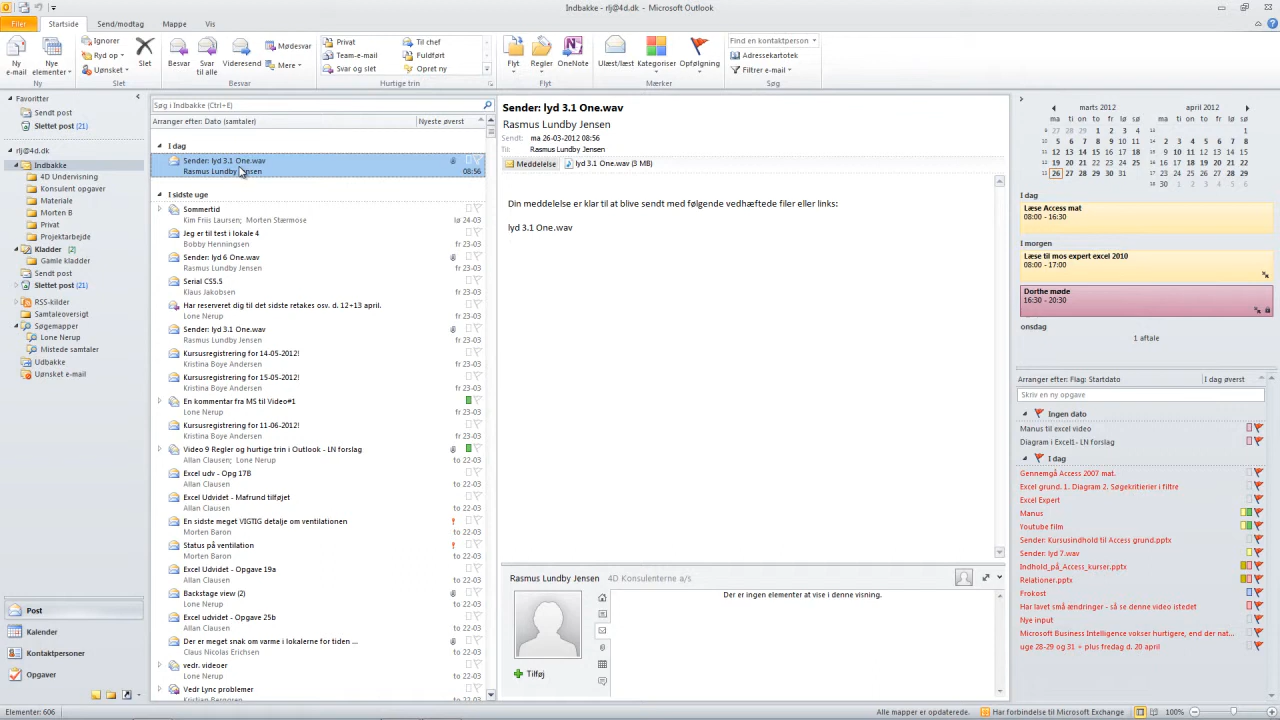 Indbakke - rlj@4d.dk - Microsoft Outlook
Filer Startside Send/modtag Mappe Vis
Ny e-mail
Nye elementer
Ignorer
Ryd op
Uønsket
Slet
Besvar
Svar til alle
Videresend
Mødesvar
Mere
Privat
Team-e-mail
Svar og slet
Til chef
Fuldført
Opret ny
Flyt
Regler
OneNote
Ulæst/læst
Kategoriser
Opfølgning
Find en kontaktperson
Adressekartotek
Filtrer e-mail
Ny Slet Besvar Hurtige trin Flyt Mærker Søg
Favoritter
Sendt post
Slettet post (21)
rlj@4d.dk
Indbakke
4D Undervisning
Konsulent opgaver
Materiale
Morten B
Privat
Projektarbejde
Kladder [2]
Gamle kladder
Sendt post
Slettet post (21)
RSS-kilder
Samtaleoversigt
Søgemapper
Lone Nerup
Mistede samtaler
Udbakke
Uønsket e-mail
Post
Kalender
Kontaktpersoner
Opgaver
Søg i Indbakke (Ctrl+E)
Arranger efter: Dato (samtaler) Nyeste øverst
I dag
Sender: lyd 3.1 One.wav
Rasmus Lundby Jensen 08:56
I sidste uge
Sommertid
Kim Friis Laursen; Morten Stærmose lø 24-03
Jeg er til test i lokale 4
Bobby Henningsen fr 23-03
Sender: lyd 6 One.wav
Rasmus Lundby Jensen fr 23-03
Serial CS5.5
Klaus Jakobsen fr 23-03
Har reserveret dig til det sidste retakes osv. d. 12+13 april.
Lone Nerup fr 23-03
Sender: lyd 3.1 One.wav
Rasmus Lundby Jensen fr 23-03
Kursusregistrering for 14-05-2012!
Kristina Boye Andersen fr 23-03
Kursusregistrering for 15-05-2012!
Kristina Boye Andersen fr 23-03
En kommentar fra MS til Video#1
Lone Nerup fr 23-03
Kursusregistrering for 11-06-2012!
Kristina Boye Andersen fr 23-03
Video 9 Regler og hurtige trin i Outlook - LN forslag
Allan Clausen; Lone Nerup to 22-03
Excel udv - Opg 17B
Allan Clausen to 22-03
Excel Udvidet - Mafrund tilføjet
Allan Clausen to 22-03
En sidste meget VIGTIG detalje om ventilationen
Morten Baron to 22-03
Status på ventilation
Morten Baron to 22-03
Excel Udvidet - Opgave 19a
Allan Clausen to 22-03
Backstage view (2)
Lone Nerup to 22-03
Excel udvidet - Opgave 25b
Allan Clausen to 22-03
Der er meget snak om varme i lokalerne for tiden ...
Claus Nicolas Erichsen to 22-03
vedr. videoer
Lone Nerup to 22-03
Vedr Lync problemer
Sender: lyd 3.1 One.wav
Rasmus Lundby Jensen
Sendt: ma 26-03-2012 08:56
Til: Rasmus Lundby Jensen
Meddelelse lyd 3.1 One.wav (3 MB)
Din meddelelse er klar til at blive sendt med følgende vedhæftede filer eller links:
lyd 3.1 One.wav
Rasmus Lundby Jensen 4D Konsulenterne a/s
Der er ingen elementer at vise i denne visning.
Tilføj
marts 2012 april 2012
ma ti on to fr lø sø ma ti on to fr lø sø
I dag
Læse Access mat
08:00 - 16:30
I morgen
Læse til mos expert excel 2010
08:00 - 17:00
Dorthe møde
16:30 - 20:30
onsdag
1 aftale
Arranger efter: Flag: Startdato I dag øverst
Skriv en ny opgave
Ingen dato
Manus til excel video
Diagram i Excel1- LN forslag
I dag
Gennemgå Access 2007 mat.
Excel grund. 1. Diagram 2. Søgekritierier i filtre
Excel Expert
Manus
Youtube film
Sender: Kursusindhold til Access grund.pptx
Sender: lyd 7.wav
Indhold_på_Access_kurser.pptx
Relationer.pptx
Frokost
Har lavet små ændringer - så se denne video istedet
Nye input
Microsoft Business Intelligence vokser hurtigere, end der nat...
uge 28-29 og 31 + plus fredag d. 20 april
Elementer: 606
Alle mapper er opdaterede. Har forbindelse til Microsoft Exchange 100%